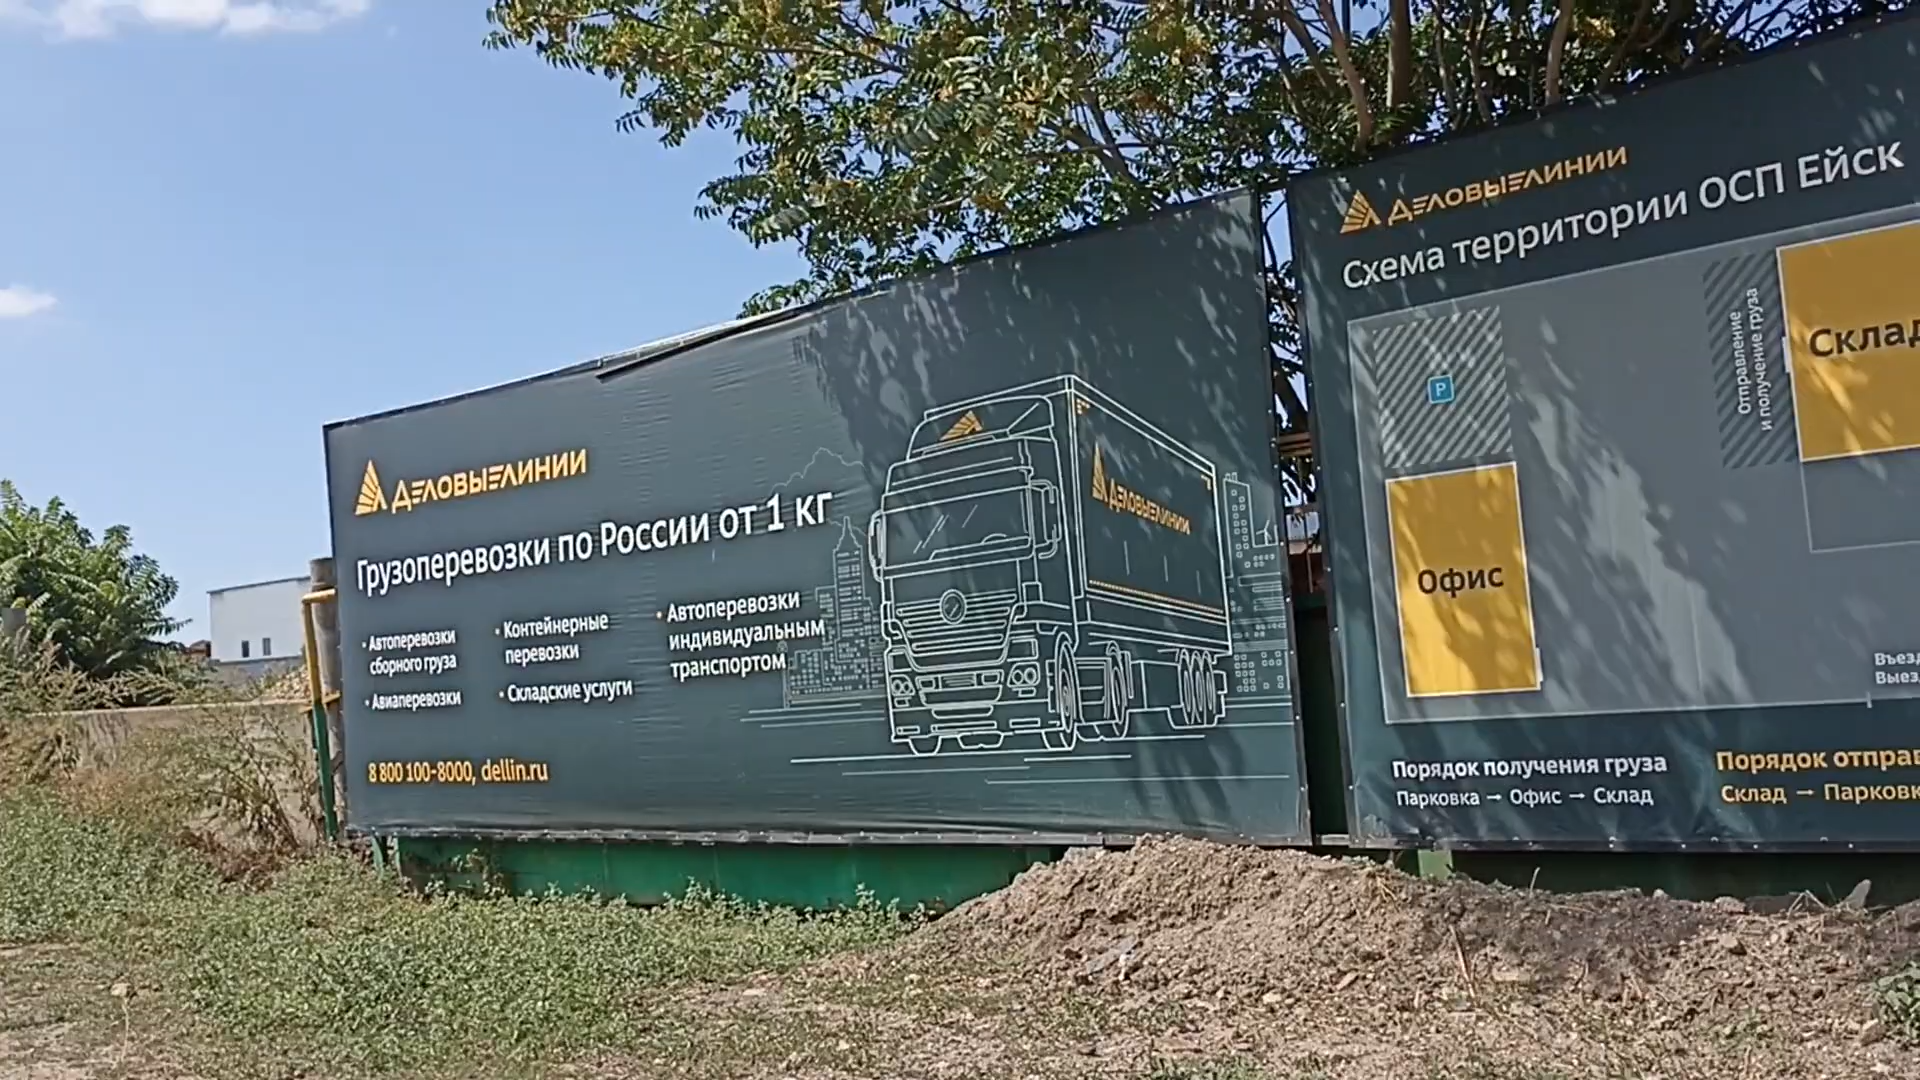 ДЕЛОВЫЕ ЛИНИИ
Грузоперевозки по России от 1 кг
• Автоперевозки
сборного груза
• Авиаперевозки
• Контейнерные
перевозки
• Складские услуги
• Автоперевозки
индивидуальным
транспортом
8 800 100-8000, dellin.ru
ДЕЛОВЫЕ ЛИНИИ
ДЕЛОВЫЕ ЛИНИИ
Схема территории ОСП ЕЙСК
P
Отправление
и получение груза
Склад
Офис
Въезд
Выезд
Порядок получения груза
Парковка → Офис → Склад
Порядок отправ
Склад → Парковк